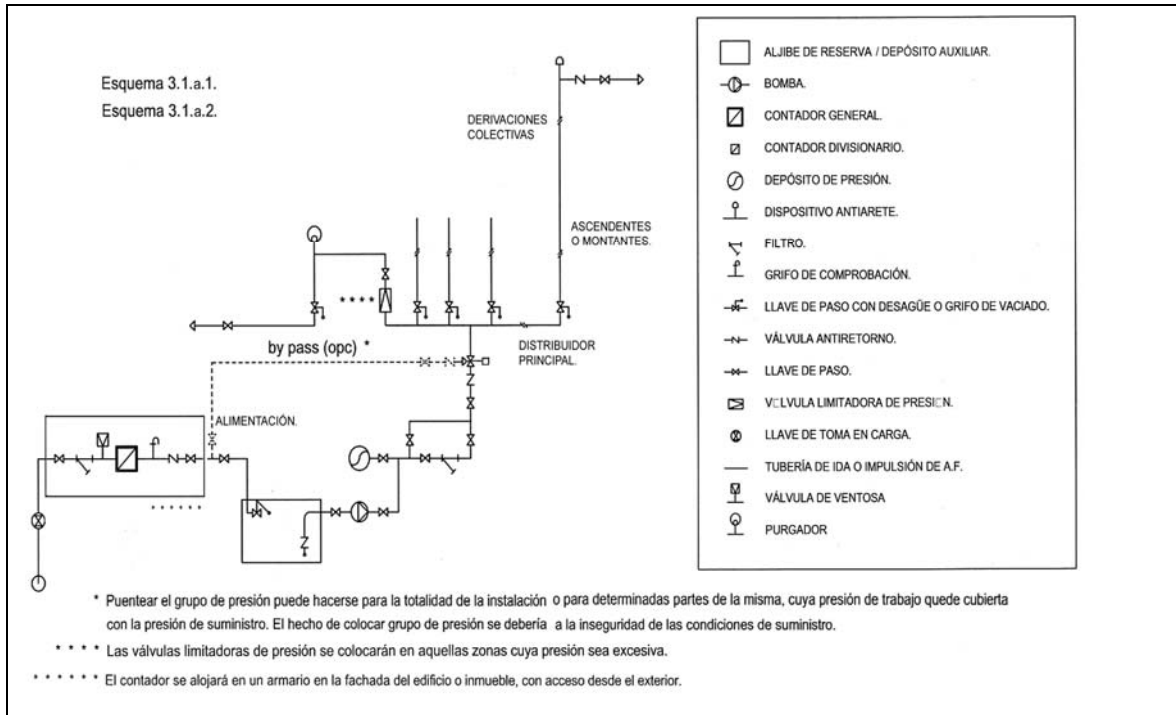 Esquema 3.1.a.1.
Esquema 3.1.a.2.
DERIVACIONES
COLECTIVAS
ASCENDENTES
O MONTANTES.
* * * *
by pass (opc) *
DISTRIBUIDOR
PRINCIPAL.
ALIMENTACIÓN.
* * * * * *
ALJIBE DE RESERVA / DEPÓSITO AUXILIAR.
BOMBA.
CONTADOR GENERAL.
CONTADOR DIVISIONARIO.
DEPÓSITO DE PRESIÓN.
DISPOSITIVO ANTIARETE.
FILTRO.
GRIFO DE COMPROBACIÓN.
LLAVE DE PASO CON DESAGÜE O GRIFO DE VACIADO.
VÁLVULA ANTIRETORNO.
LLAVE DE PASO.
V□LVULA LIMITADORA DE PRESI□N.
LLAVE DE TOMA EN CARGA.
TUBERÍA DE IDA O IMPULSIÓN DE A.F.
VÁLVULA DE VENTOSA
PURGADOR
* Puentear el grupo de presión puede hacerse para la totalidad de la instalación o para determinadas partes de la misma, cuya presión de trabajo quede cubierta
con la presión de suministro. El hecho de colocar grupo de presión se debería a la inseguridad de las condiciones de suministro.
* * * * Las válvulas limitadoras de presión se colocarán en aquellas zonas cuya presión sea excesiva.
* * * * * * El contador se alojará en un armario en la fachada del edificio o inmueble, con acceso desde el exterior.